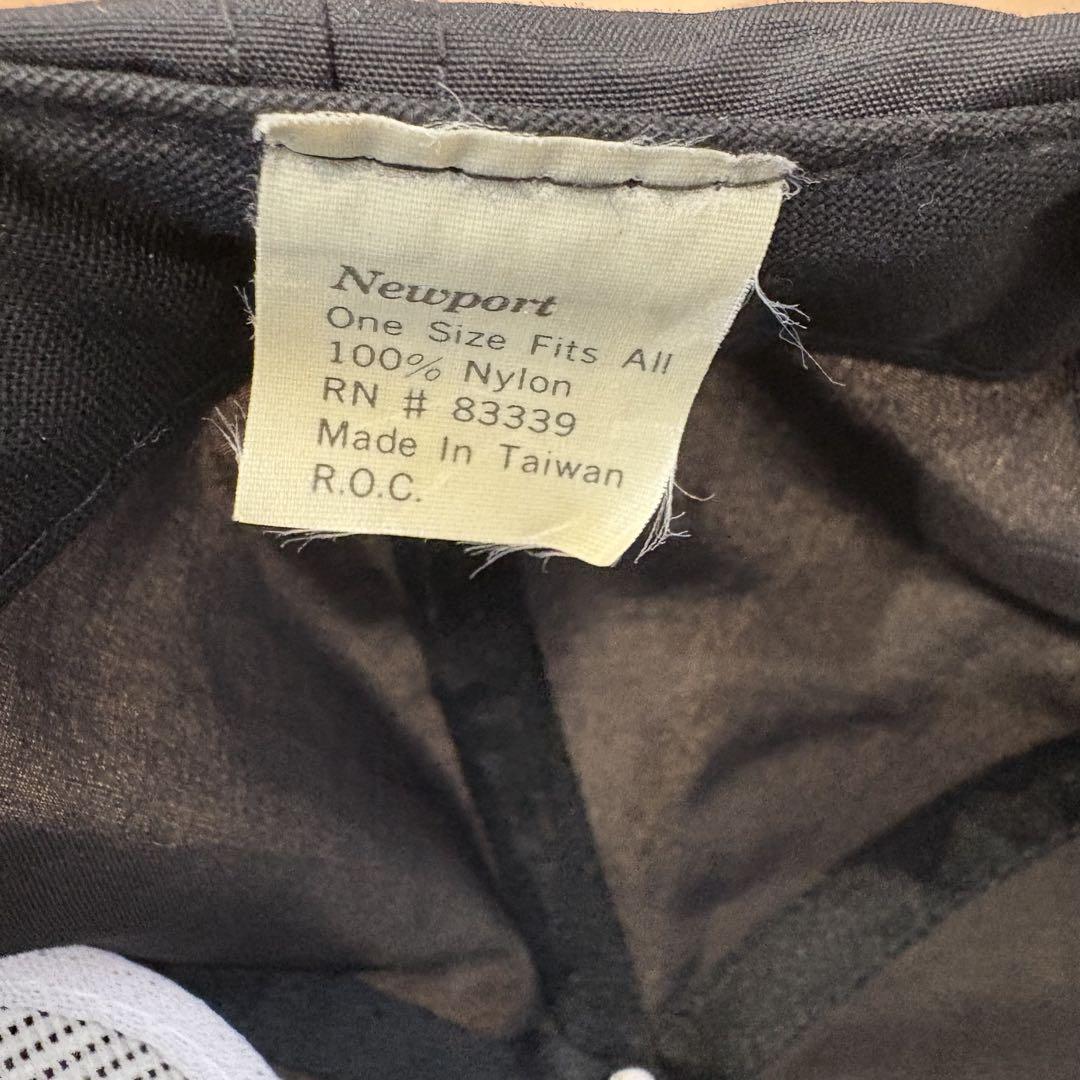 Newport
One Size Fits All
100% Nylon
RN # 83339
Made In Taiwan
R.O.C.